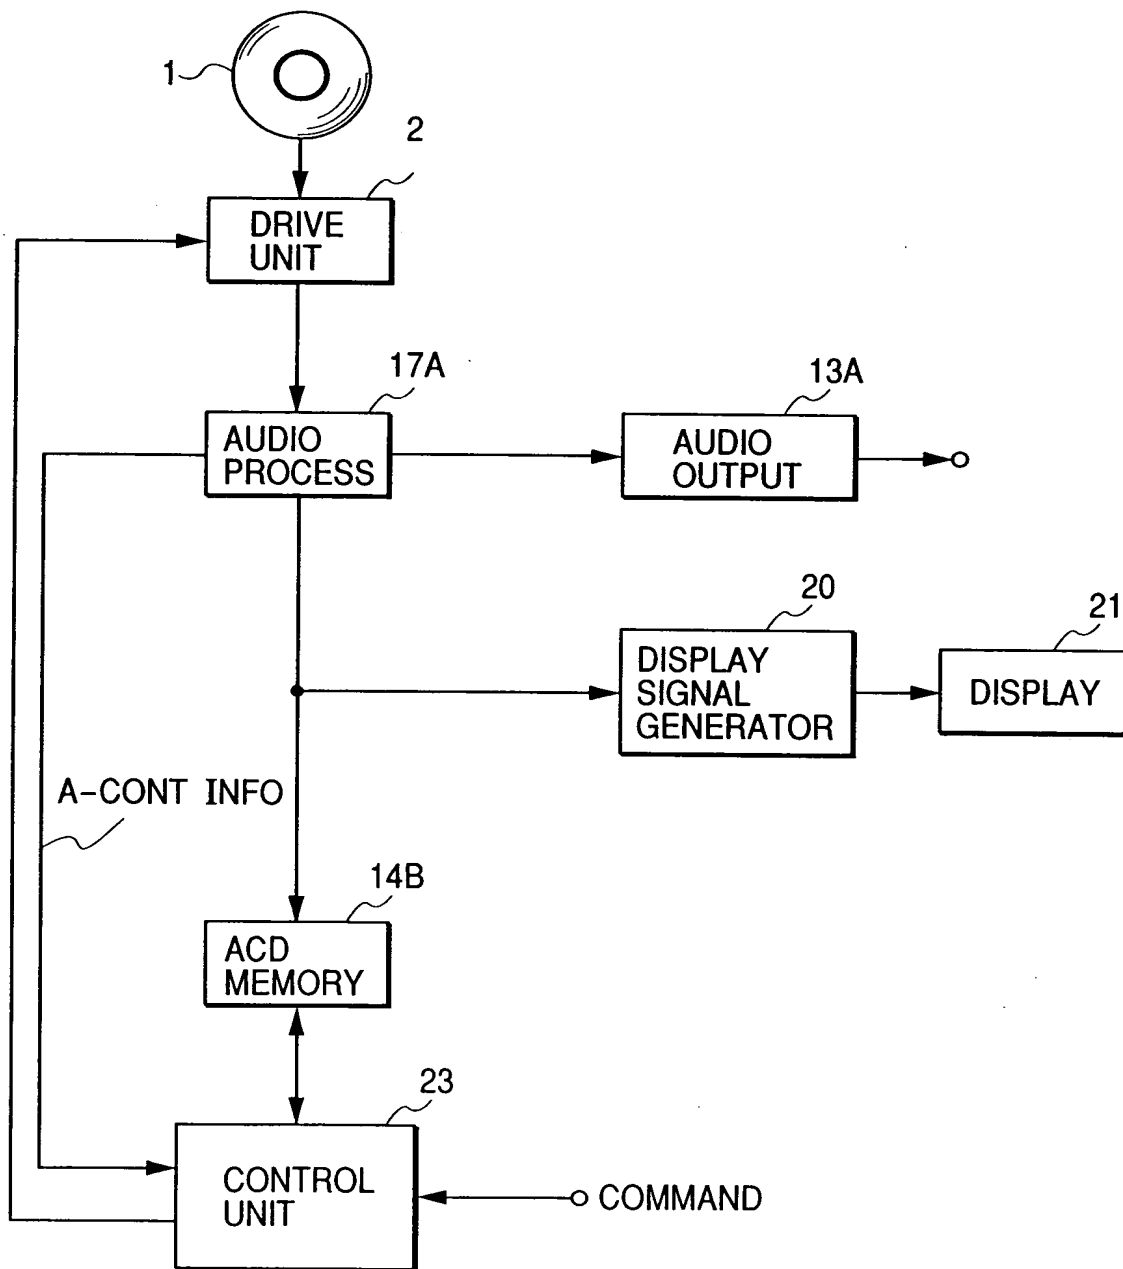 1
2
DRIVE
UNIT
17A
13A
AUDIO
PROCESS
AUDIO
OUTPUT
20
21
DISPLAY
SIGNAL
GENERATOR
DISPLAY
A-CONT INFO
14B
ACD
MEMORY
23
CONTROL
UNIT
COMMAND